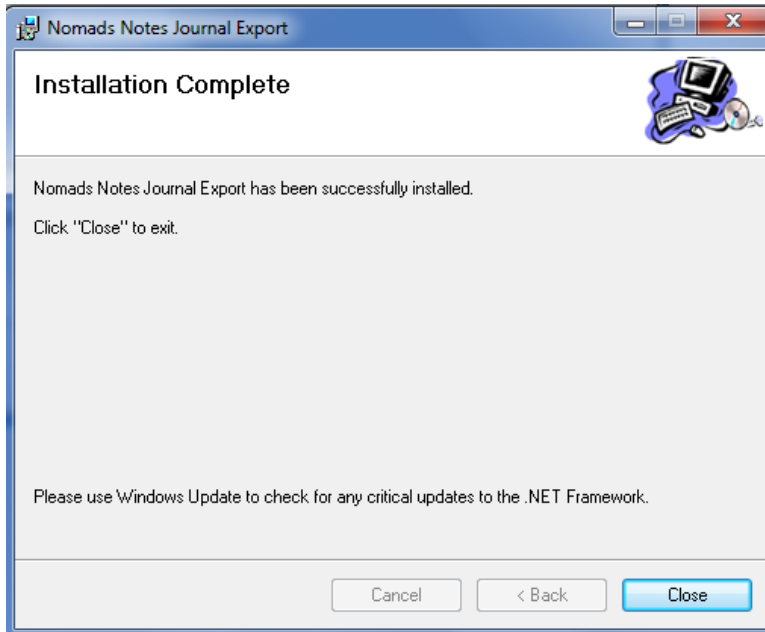 Nomads Notes Journal Export
Installation Complete
Nomads Notes Journal Export has been successfully installed.
Click "Close" to exit.
Please use Windows Update to check for any critical updates to the .NET Framework.
Cancel
< Back
Close